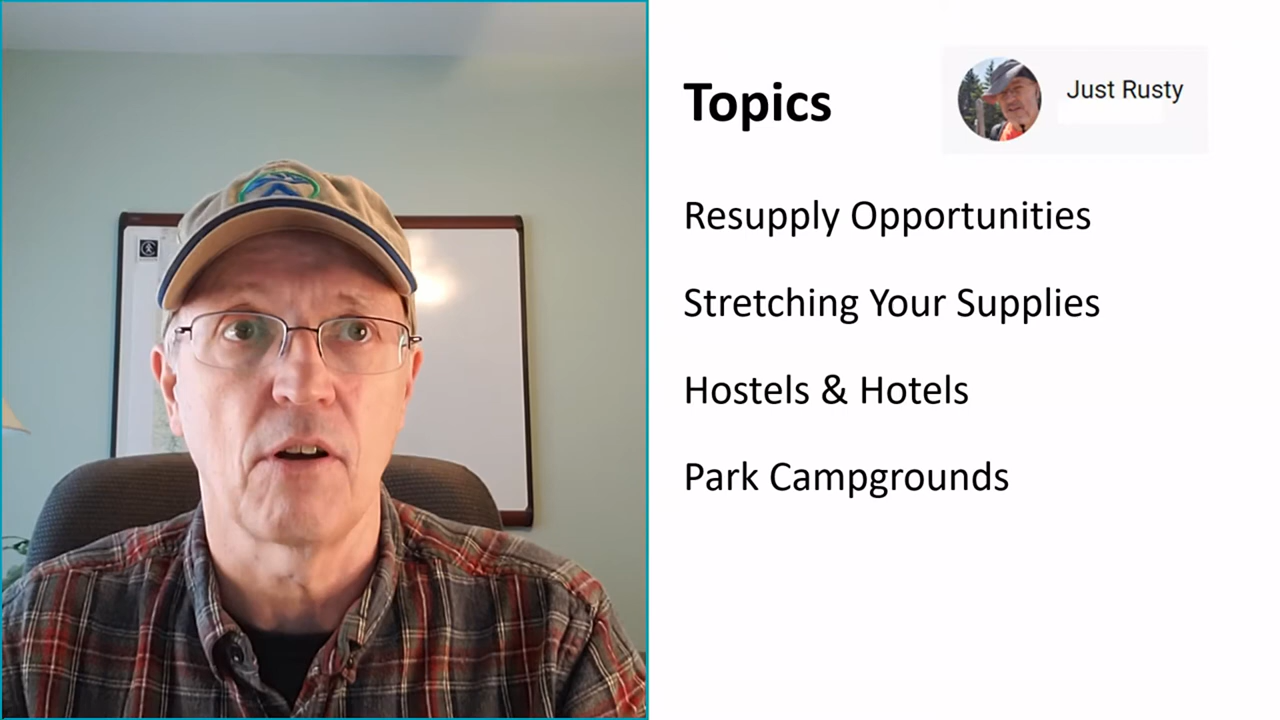 Topics
Just Rusty
Resupply Opportunities
Stretching Your Supplies
Hostels & Hotels
Park Campgrounds